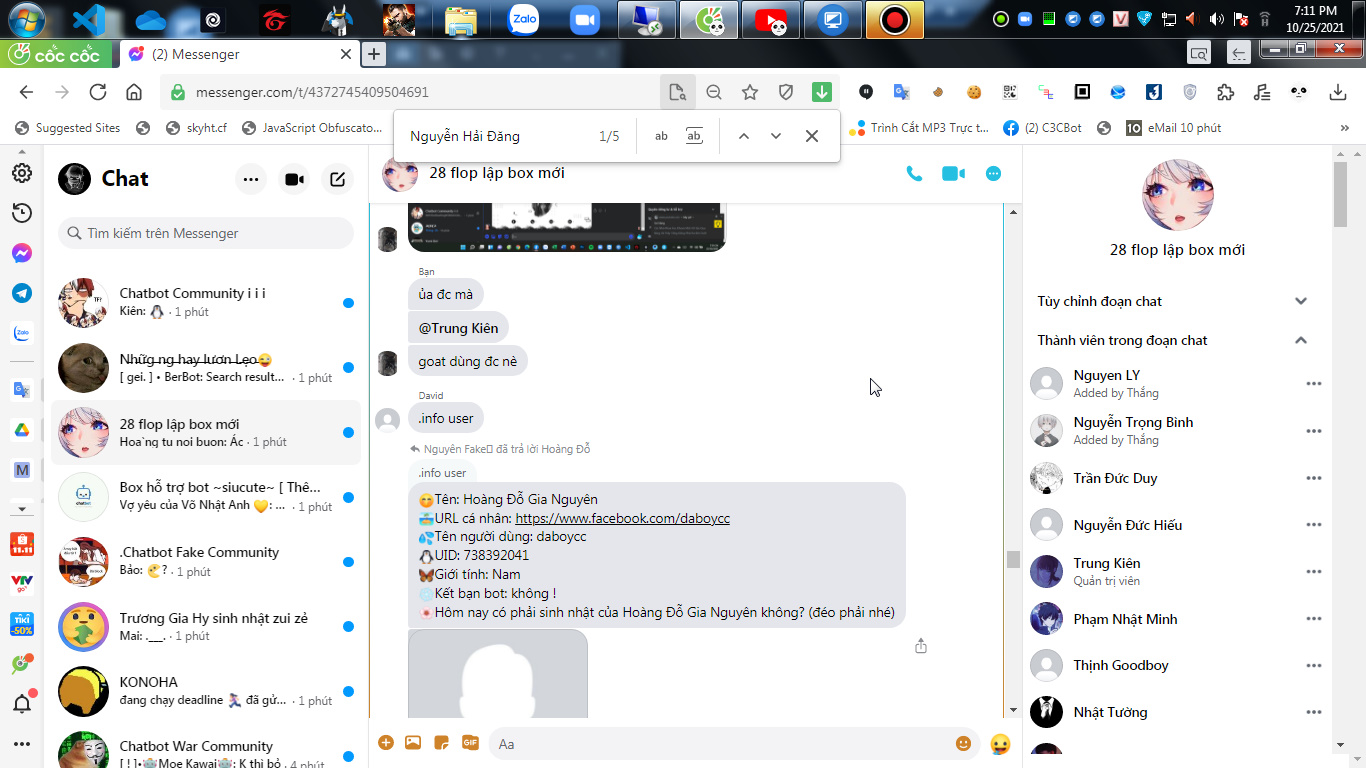 7:11 PM
10/25/2021
Zalo
cốc cốc
(2) Messenger
messenger.com/t/4372745409504691
Nguyễn Hải Đăng
1/5
ab
ab
Suggested Sites
skyht.cf
JavaScript Obfuscato...
Trình Cắt MP3 Trực t...
(2) C3CBot
10
eMail 10 phút
»
Chat
Tìm kiếm trên Messenger
Chatbot Community i i i
Kiên: 🐧 · 1 phút
Những ng hay lươn Lẹo😜
[ gei. ] • BerBot: Search result... · 1 phút
28 flop lập box mới
Hoa`ng tu noi buon: Ác · 1 phút
Box hỗ trợ bot ~siucute~ [ Thê...
Vợ yêu của Võ Nhật Anh 💛: ... · 1 phút
.Chatbot Fake Community
Bảo: 🫢? · 1 phút
Trương Gia Hy sinh nhật zui zẻ
Mai: .___. · 1 phút
KONOHA
đang chạy deadline 🏃🏻‍♀️ đã gử... · 1 phút
Chatbot War Community
[ ! ]•🤖Moe Kawai🤖: K thì bỏ · 4 phút
28 flop lập box mới
Bạn
ủa đc mà
@Trung Kiên
goat dùng đc nè
David
.info user
Nguyên Fake đã trả lời Hoàng Đỗ
.info user
😊Tên: Hoàng Đỗ Gia Nguyên
🏝URL cá nhân: https://www.facebook.com/daboycc
💦Tên người dùng: daboycc
🐧UID: 738392041
🦋Giới tính: Nam
💿Kết bạn bot: không !
🌸Hôm nay có phải sinh nhật của Hoàng Đỗ Gia Nguyên không? (đéo phải nhé)
GIF
Aa
28 flop lập box mới
Tùy chỉnh đoạn chat
Thành viên trong đoạn chat
Nguyen LY
Added by Thắng
Nguyễn Trọng Bình
Added by Thắng
Trần Đức Duy
Nguyễn Đức Hiếu
Trung Kiên
Quản trị viên
Phạm Nhật Minh
Thịnh Goodboy
Nhật Tường
Zalo
M
11.11
VTV
go
TIKI
-50%